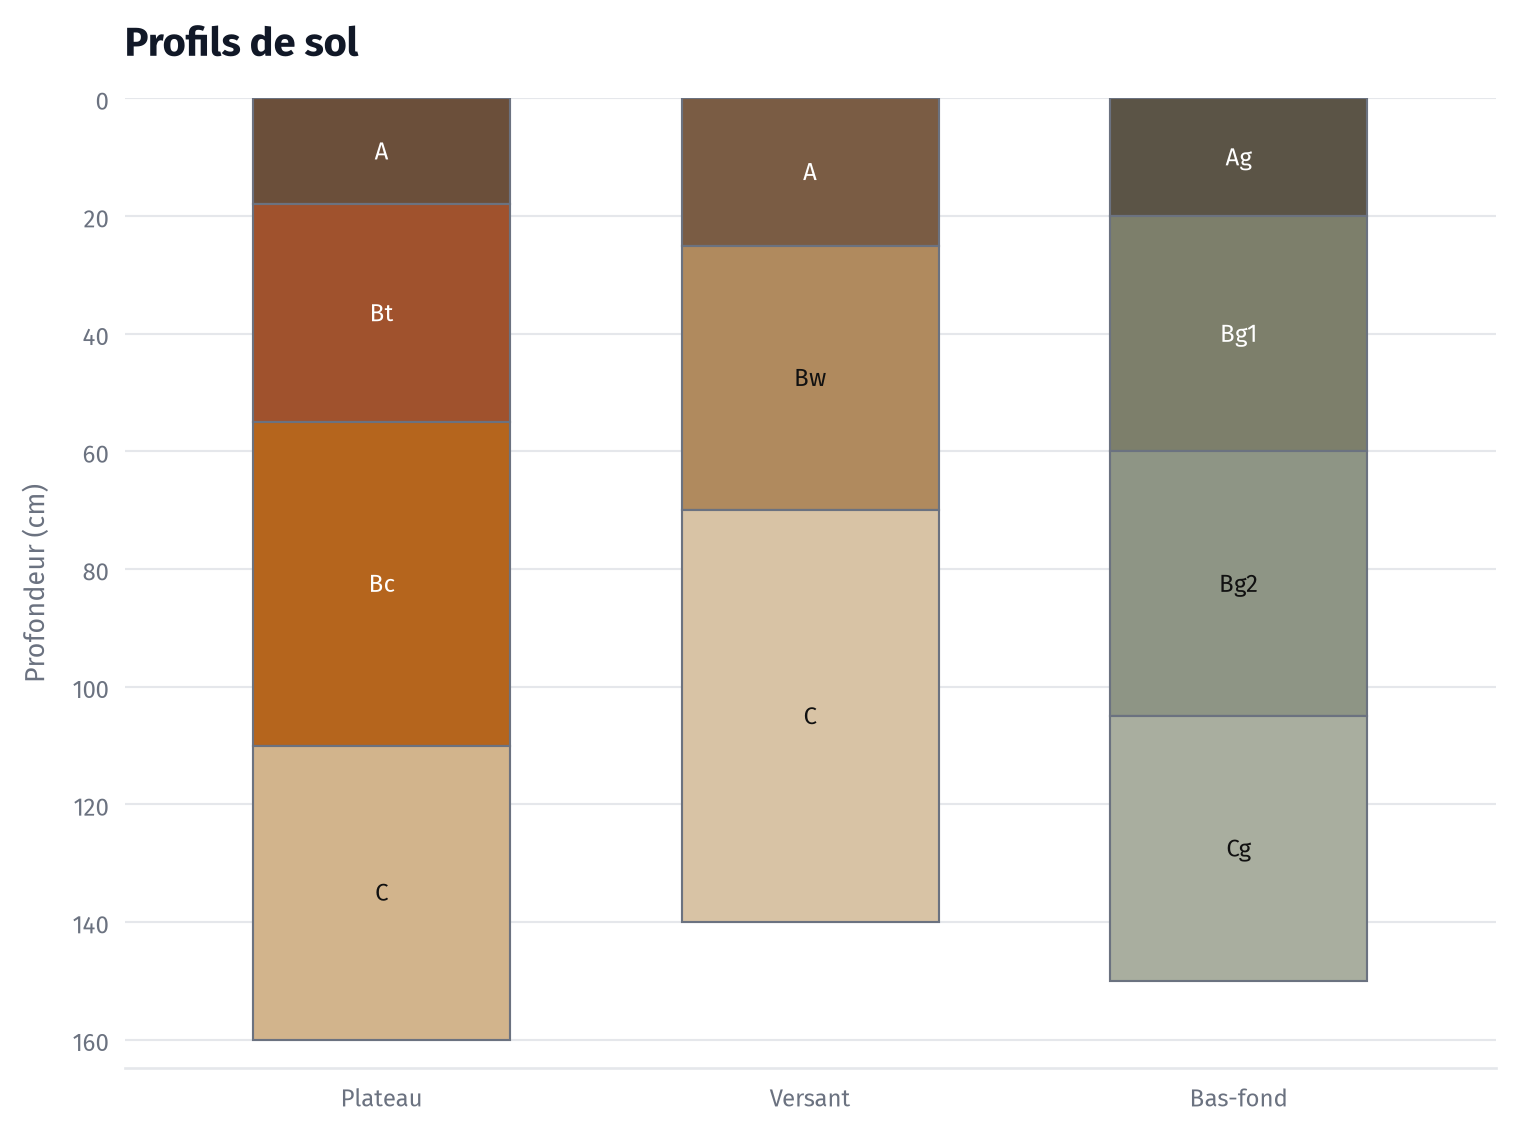 Profils de sol
Profondeur (cm)
0
20
40
60
80
100
120
140
160
A
Bt
Bc
C
A
Bw
C
Ag
Bg1
Bg2
Cg
Plateau
Versant
Bas-fond